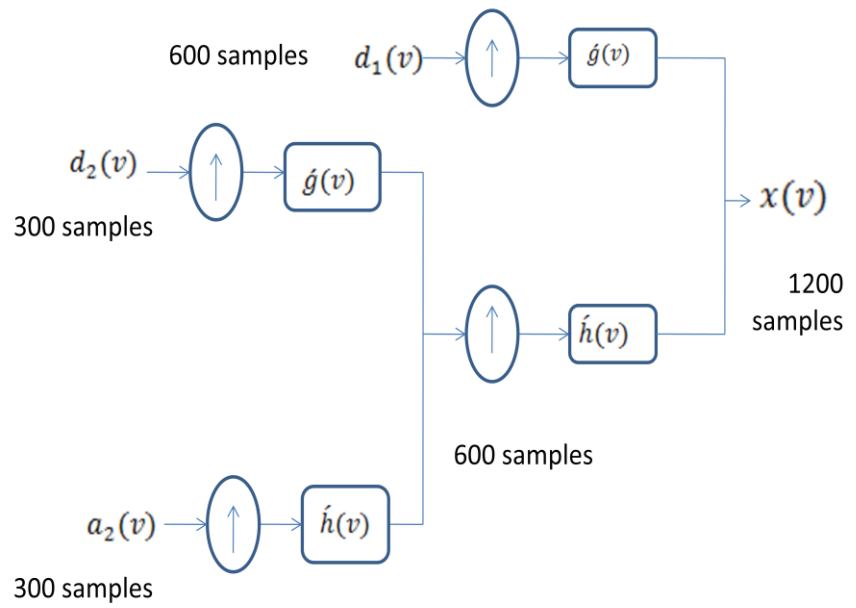 600 samples
d₁(v)
ǵ(v)
d₂(v)
ǵ(v)
300 samples
x(v)
1200
samples
h́(v)
600 samples
a₂(v)
h́(v)
300 samples